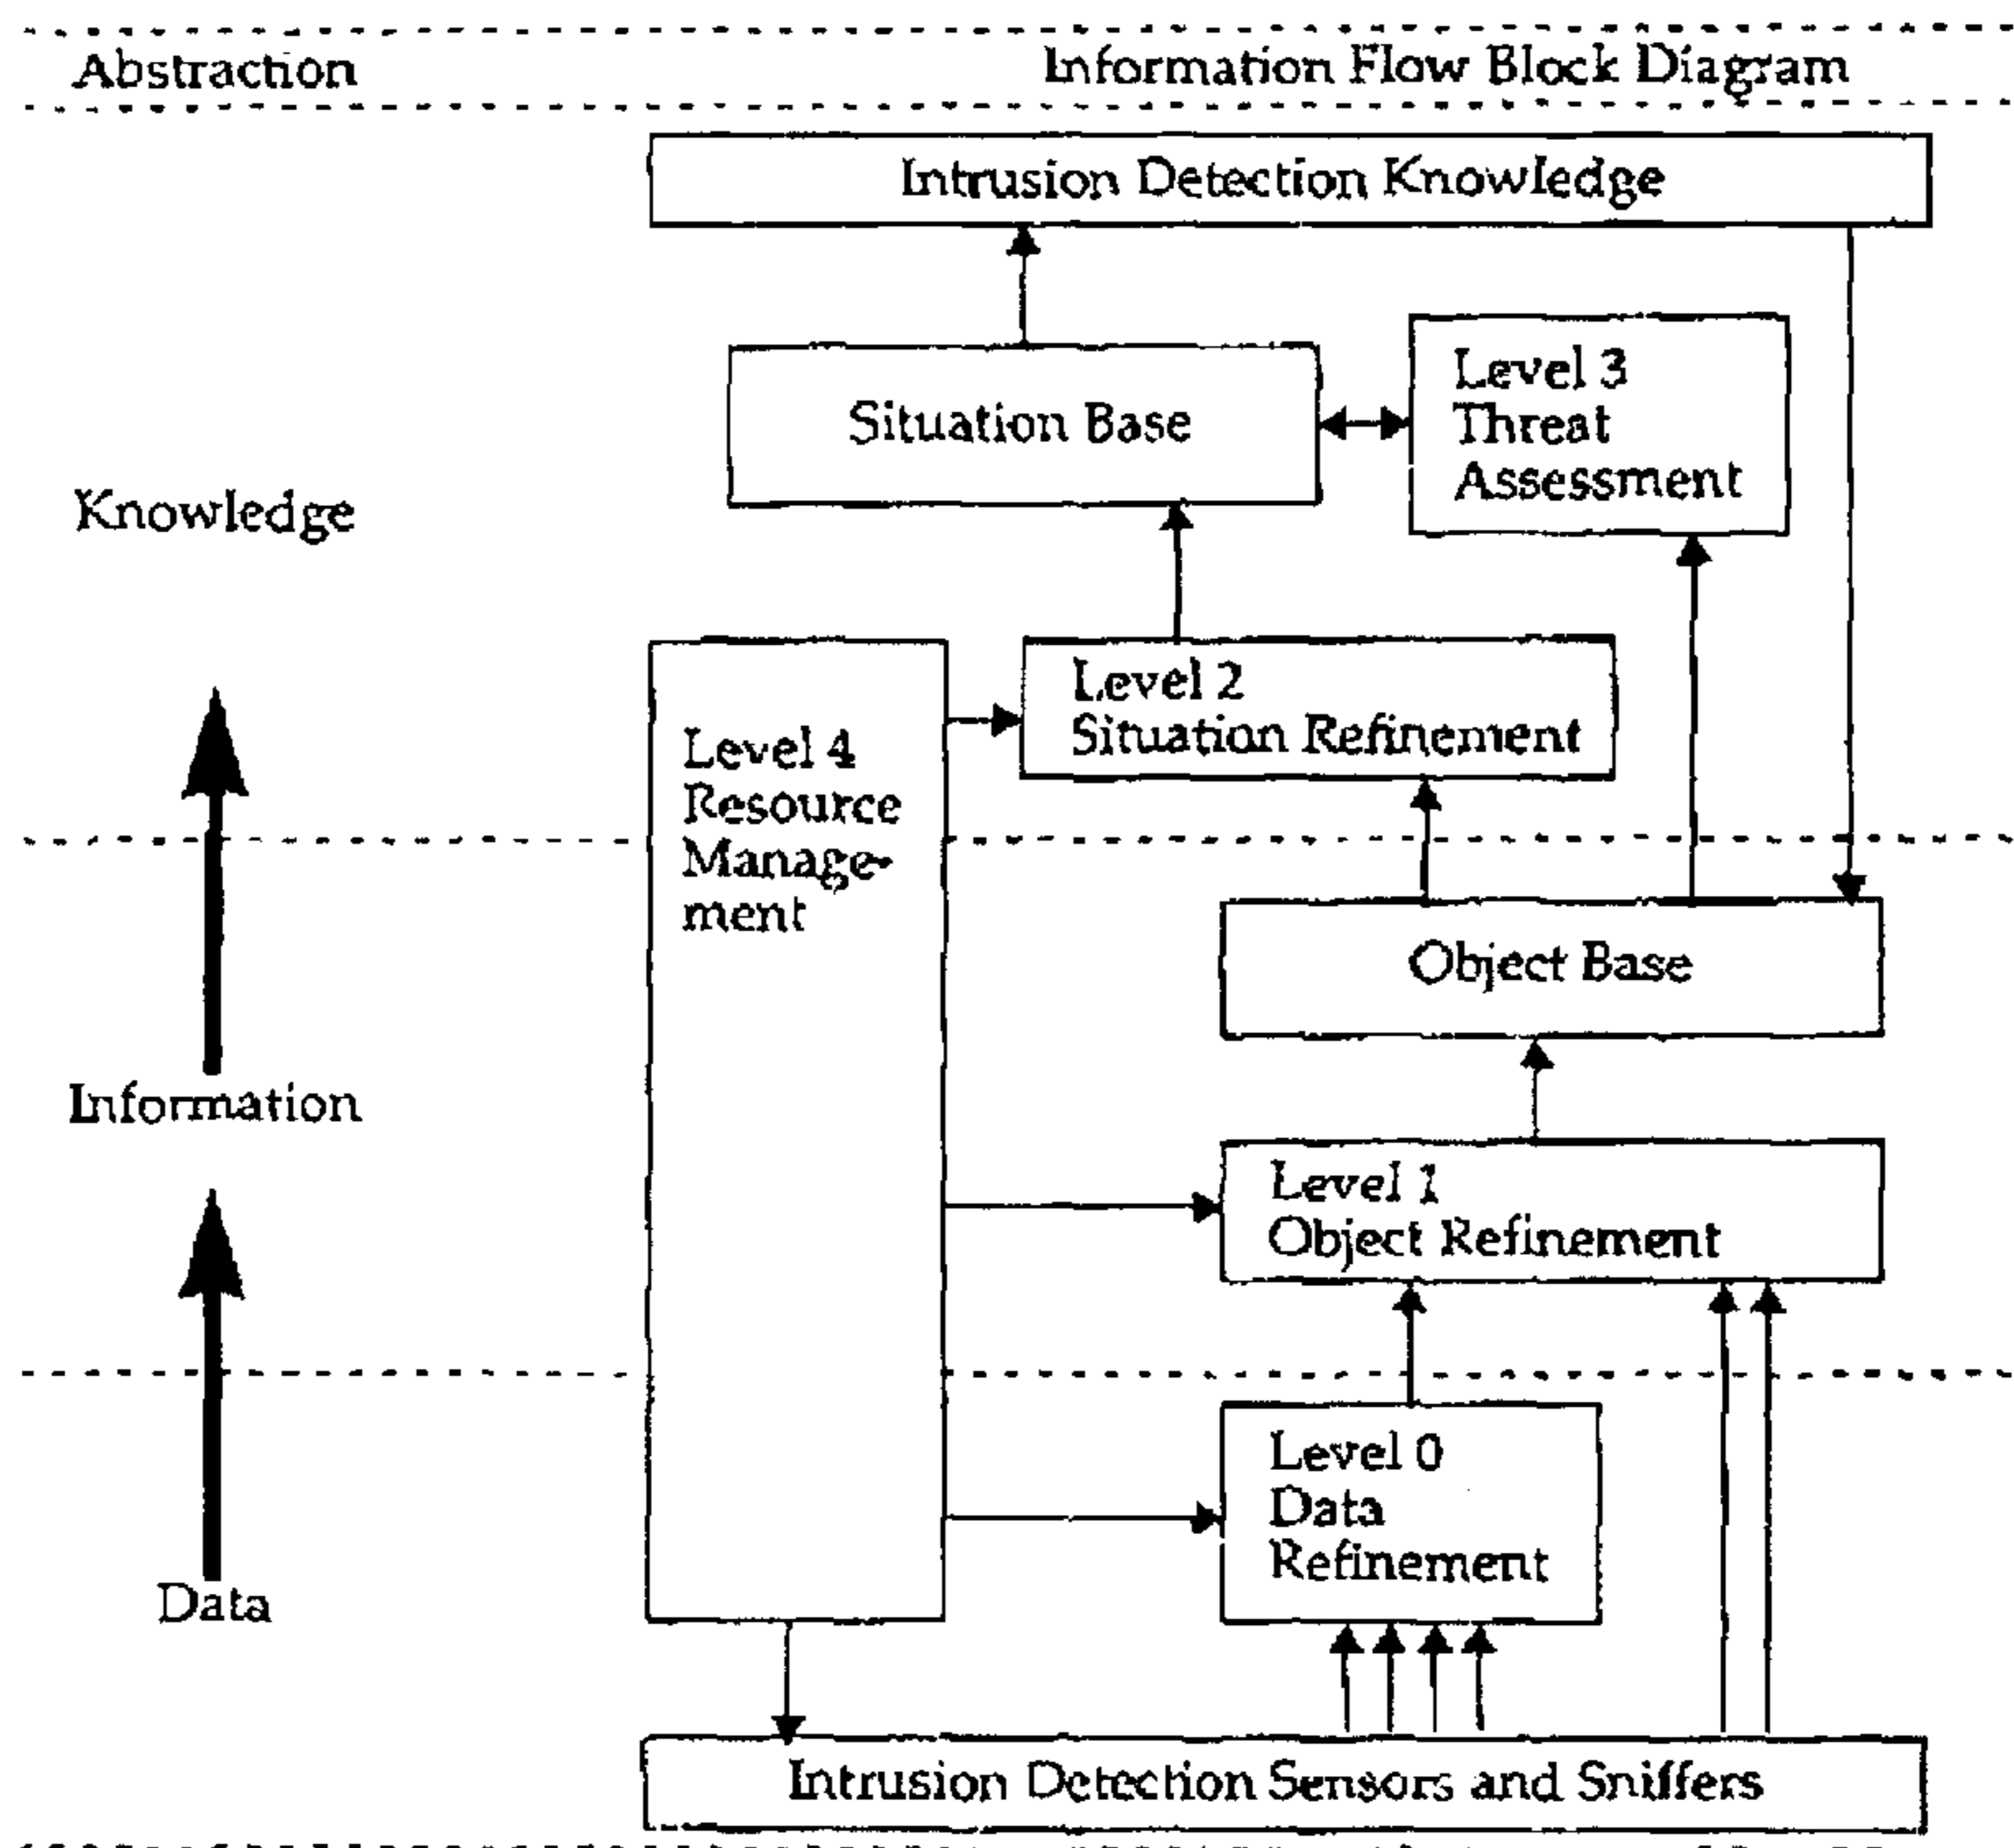 Abstraction
Information Flow Block Diagram
Intrusion Detection Knowledge
Situation Base
Level 3
Threat
Assessment
Knowledge
Level 2
Situation Refinement
Level 4
Resource
Manage-
ment
Object Base
Information
Level 1
Object Refinement
Level 0
Data
Refinement
Data
Intrusion Detection Sensors and Sniffers